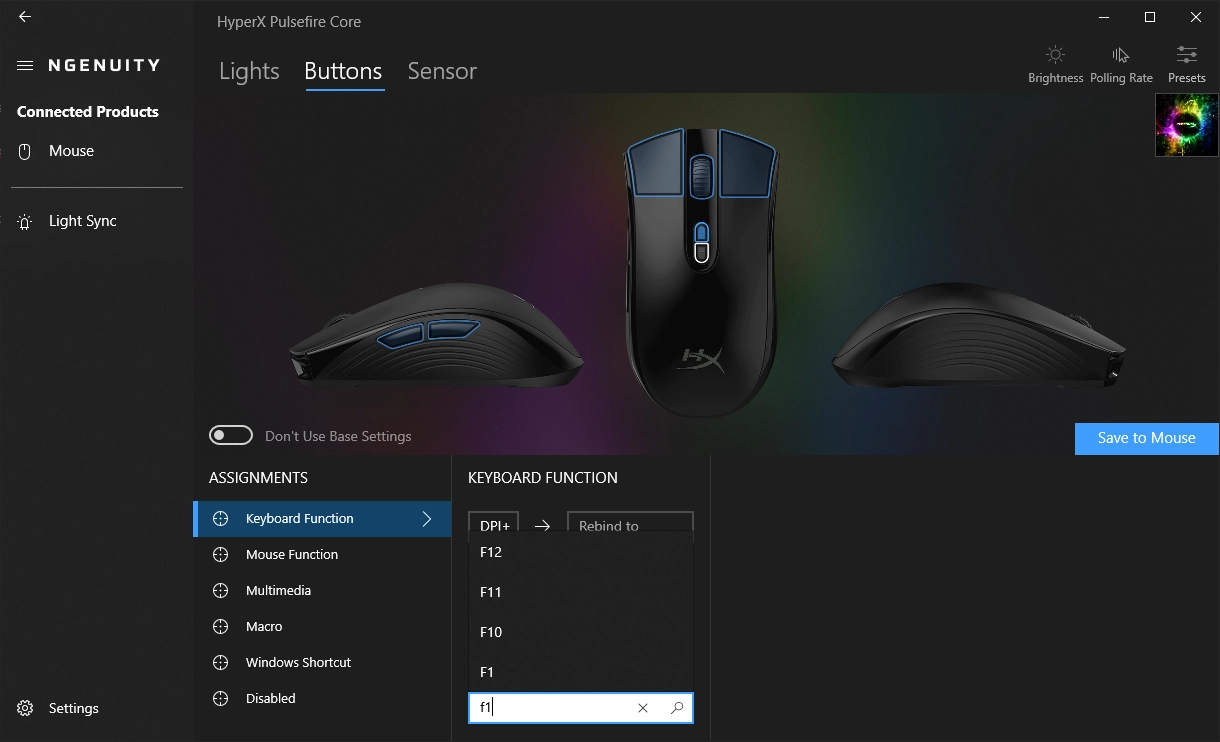 HyperX Pulsefire Core
NGENUITY
Lights Buttons Sensor
Brightness Polling Rate Presets
Connected Products
Mouse
Light Sync
Don't Use Base Settings
Save to Mouse
ASSIGNMENTS
Keyboard Function
Mouse Function
Multimedia
Macro
Windows Shortcut
Disabled
KEYBOARD FUNCTION
DPI+ → Rebind to
F12
F11
F10
F1
f1
Settings